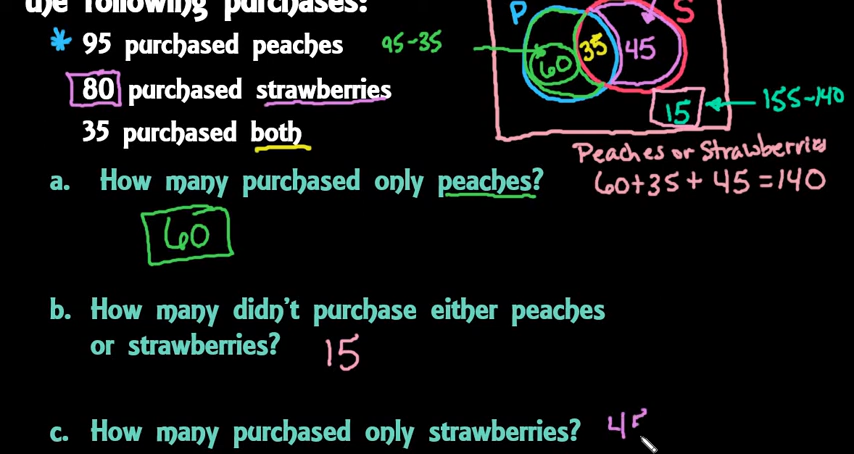 the following purchases:
P
S
* 95 purchased peaches 95-35
60 35 45
80 purchased strawberries
15 155-140
35 purchased both
Peaches or Strawberries
a. How many purchased only peaches?
60+35+45=140
60
b. How many didn't purchase either peaches
or strawberries? 15
c. How many purchased only strawberries? 45